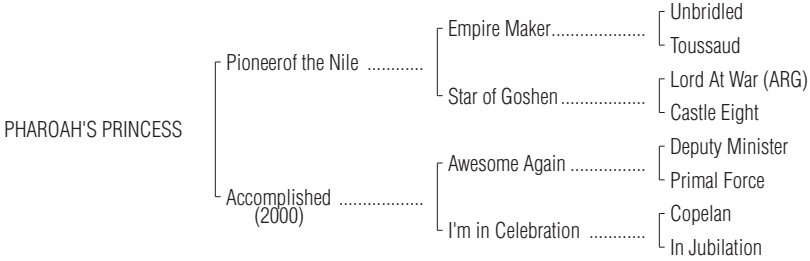 Unbridled
Empire Maker.....................
Toussaud
Pioneerof the Nile ............
Lord At War (ARG)
Star of Goshen...................
Castle Eight
PHAROAH'S PRINCESS
Deputy Minister
Awesome Again .................
Primal Force
Accomplished ...................
(2000)
Copelan
I'm in Celebration .............
In Jubilation